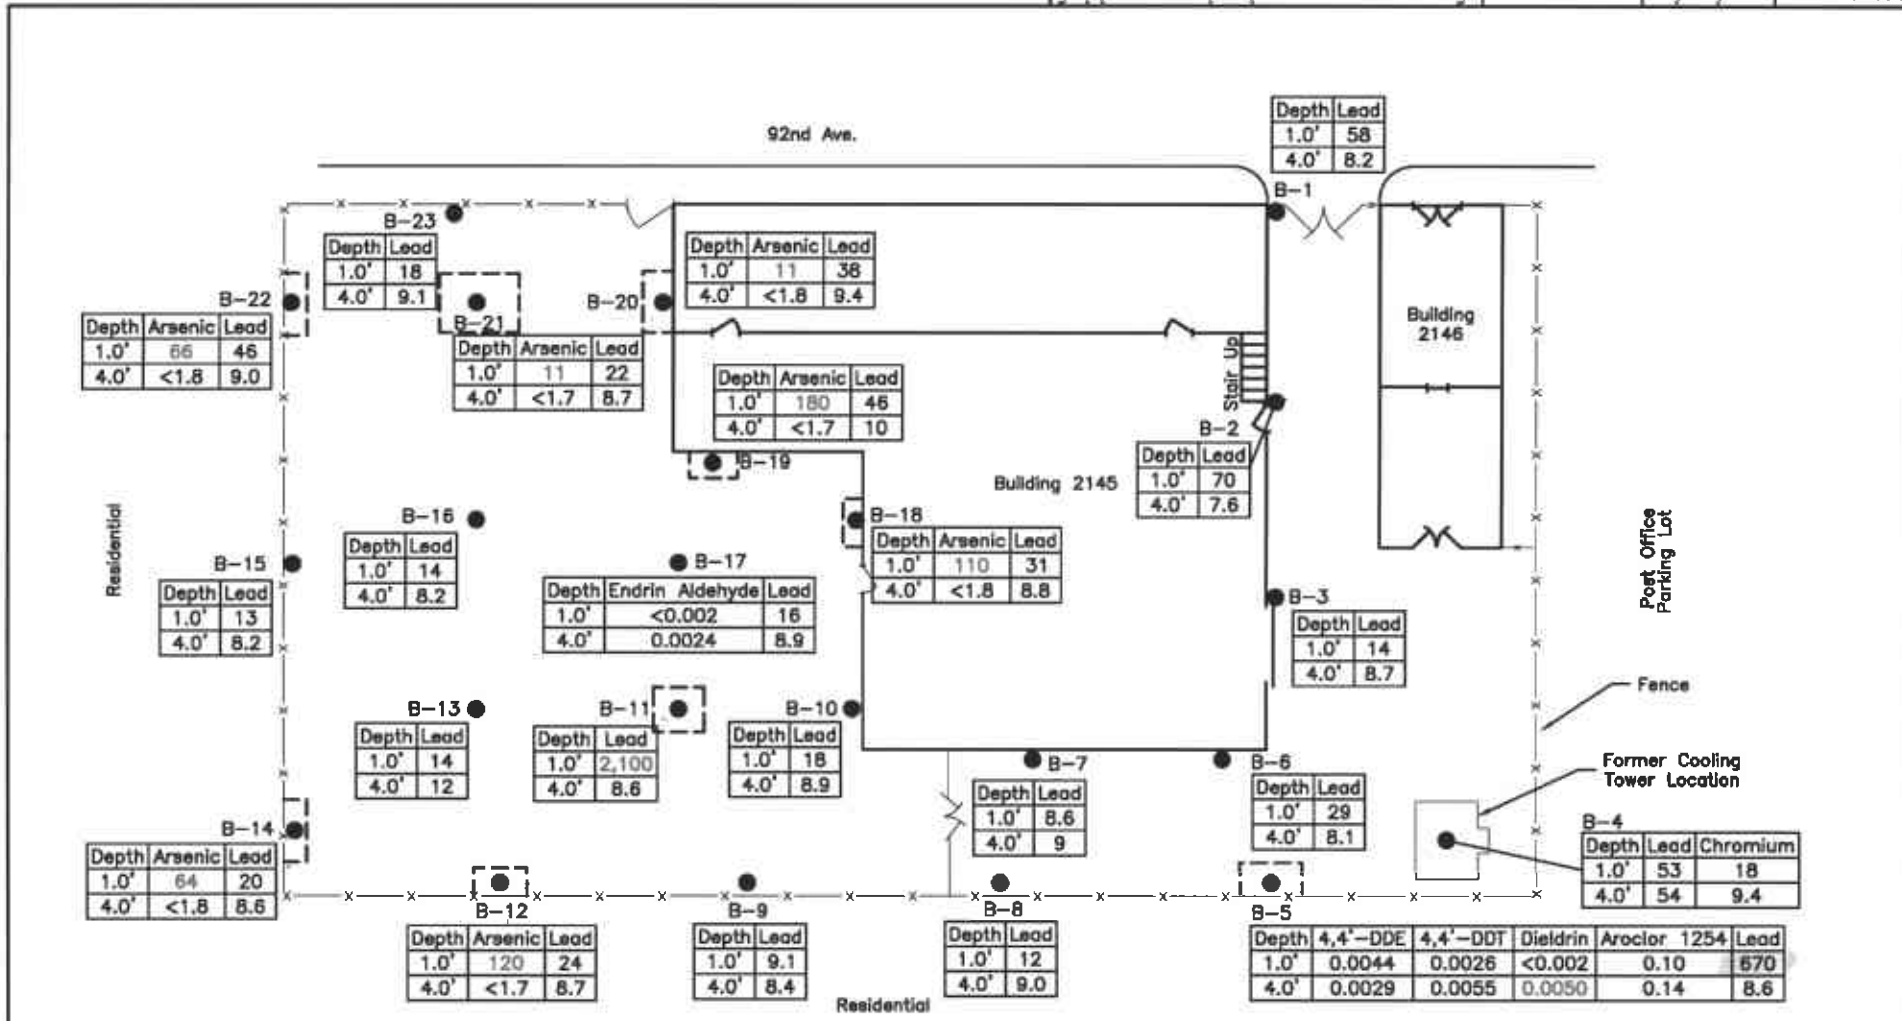 92nd Ave.
Depth Lead
1.0' 58
4.0' 8.2
B-1
B-23
Depth Lead
1.0' 18
4.0' 9.1
Depth Arsenic Lead
1.0' 11 38
4.0' <1.8 9.4
B-22
B-20
B-21
Depth Arsenic Lead
1.0' 66 46
4.0' <1.8 9.0
Depth Arsenic Lead
1.0' 11 22
4.0' <1.7 8.7
Building
2146
Stair Up
Depth Arsenic Lead
1.0' 180 46
4.0' <1.7 10
B-19
B-2
Depth Lead
1.0' 70
4.0' 7.6
Building 2145
Residential
B-16
Depth Lead
1.0' 14
4.0' 8.2
B-18
Depth Arsenic Lead
1.0' 110 31
4.0' <1.8 8.8
Post Office
Parking Lot
B-15
Depth Lead
1.0' 13
4.0' 8.2
B-17
Depth Endrin Aldehyde Lead
1.0' <0.002 16
4.0' 0.0024 8.9
B-3
Depth Lead
1.0' 14
4.0' 8.7
Fence
B-13
Depth Lead
1.0' 14
4.0' 12
B-11
Depth Lead
1.0' 2,100
4.0' 8.6
B-10
Depth Lead
1.0' 18
4.0' 8.9
B-7
Depth Lead
1.0' 8.6
4.0' 9
B-6
Depth Lead
1.0' 29
4.0' 8.1
Former Cooling
Tower Location
B-4
Depth Lead Chromium
1.0' 53 18
4.0' 54 9.4
B-14
Depth Arsenic Lead
1.0' 64 20
4.0' <1.8 8.6
B-12
Depth Arsenic Lead
1.0' 120 24
4.0' <1.7 8.7
B-9
Depth Lead
1.0' 9.1
4.0' 8.4
B-8
Depth Lead
1.0' 12
4.0' 9.0
B-5
Depth 4,4'-DDE 4,4'-DDT Dieldrin Aroclor 1254 Lead
1.0' 0.0044 0.0026 <0.002 0.10 670
4.0' 0.0029 0.0055 0.0050 0.14 8.6
Residential